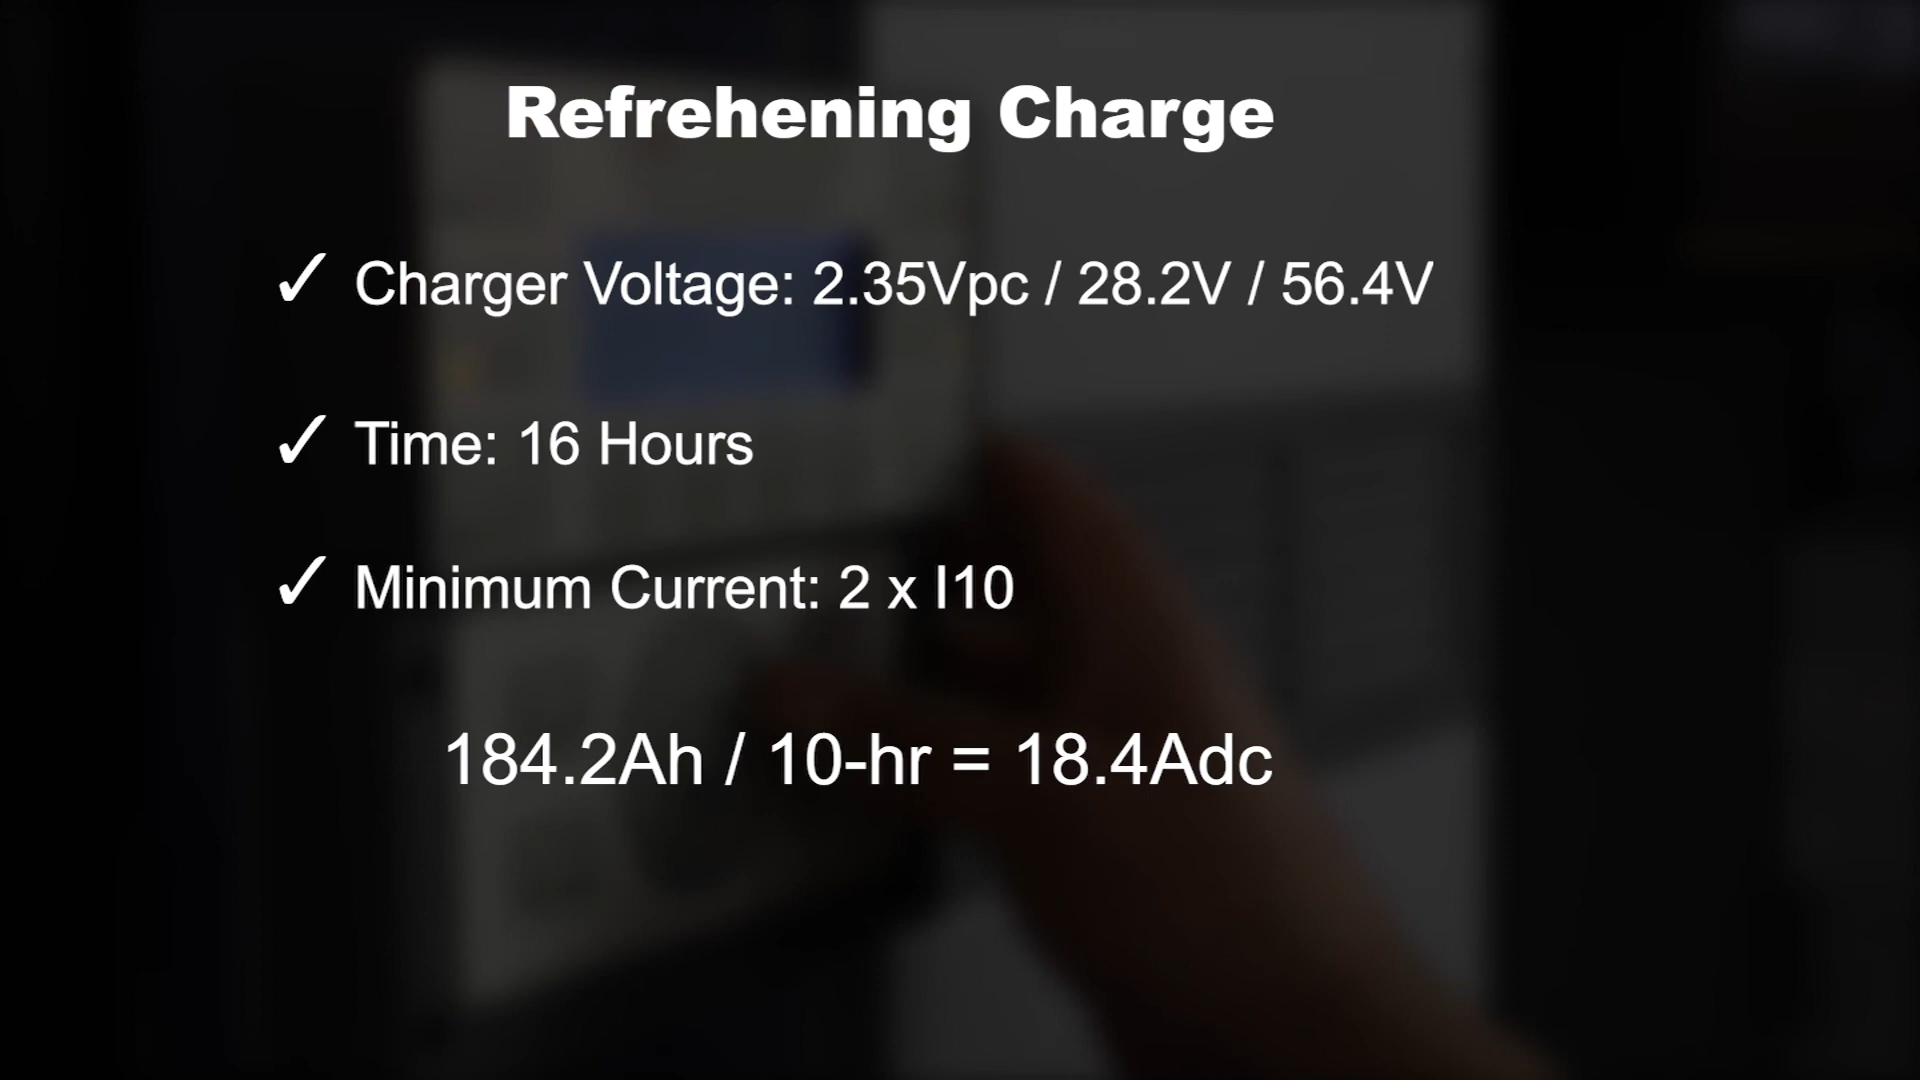 Refrehening Charge
✓ Charger Voltage: 2.35Vpc / 28.2V / 56.4V
✓ Time: 16 Hours
✓ Minimum Current: 2 x I10
184.2Ah / 10-hr = 18.4Adc